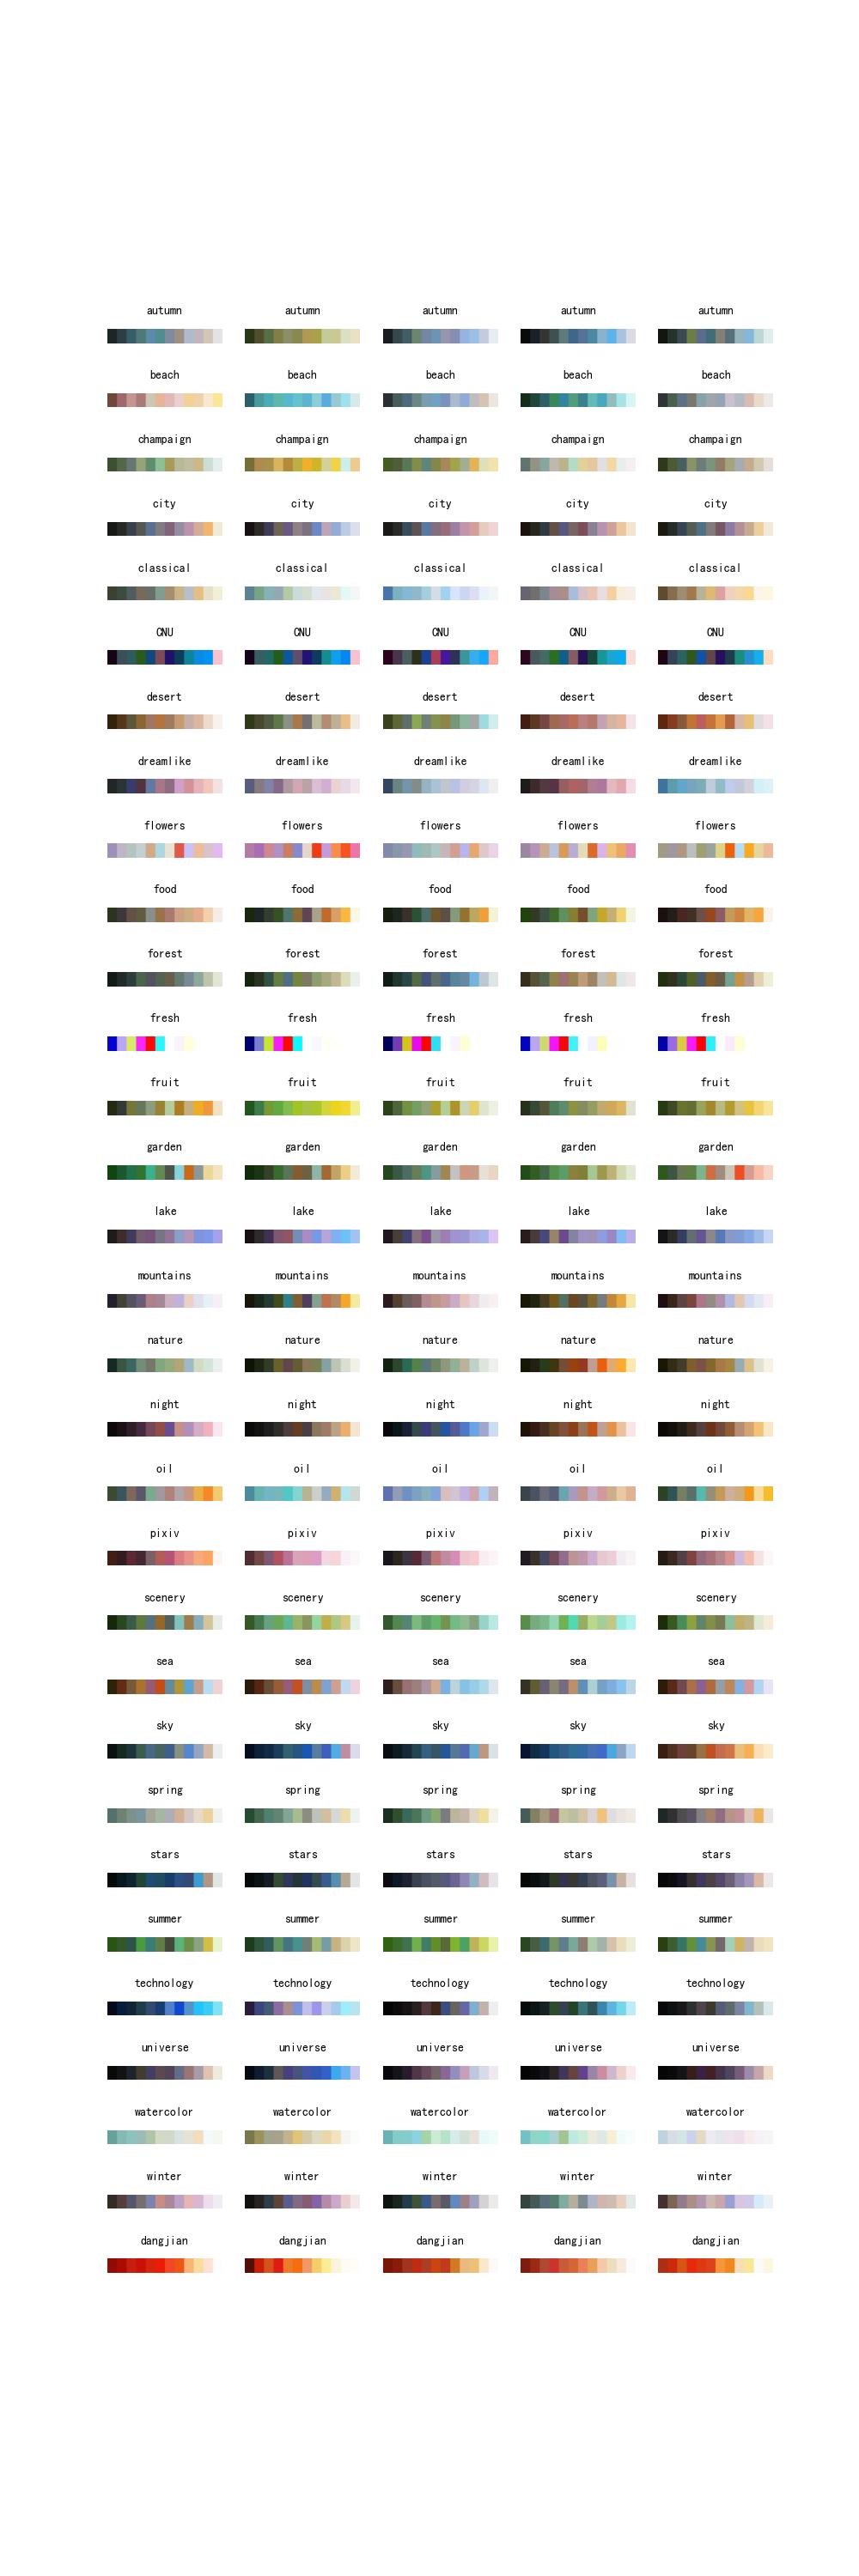 autumn autumn autumn autumn autumn
beach beach beach beach beach
champaign champaign champaign champaign champaign
city city city city city
classical classical classical classical classical
CNU CNU CNU CNU CNU
desert desert desert desert desert
dreamlike dreamlike dreamlike dreamlike dreamlike
flowers flowers flowers flowers flowers
food food food food food
forest forest forest forest forest
fresh fresh fresh fresh fresh
fruit fruit fruit fruit fruit
garden garden garden garden garden
lake lake lake lake lake
mountains mountains mountains mountains mountains
nature nature nature nature nature
night night night night night
oil oil oil oil oil
pixiv pixiv pixiv pixiv pixiv
scenery scenery scenery scenery scenery
sea sea sea sea sea
sky sky sky sky sky
spring spring spring spring spring
stars stars stars stars stars
summer summer summer summer summer
technology technology technology technology technology
universe universe universe universe universe
watercolor watercolor watercolor watercolor watercolor
winter winter winter winter winter
dangjian dangjian dangjian dangjian dangjian